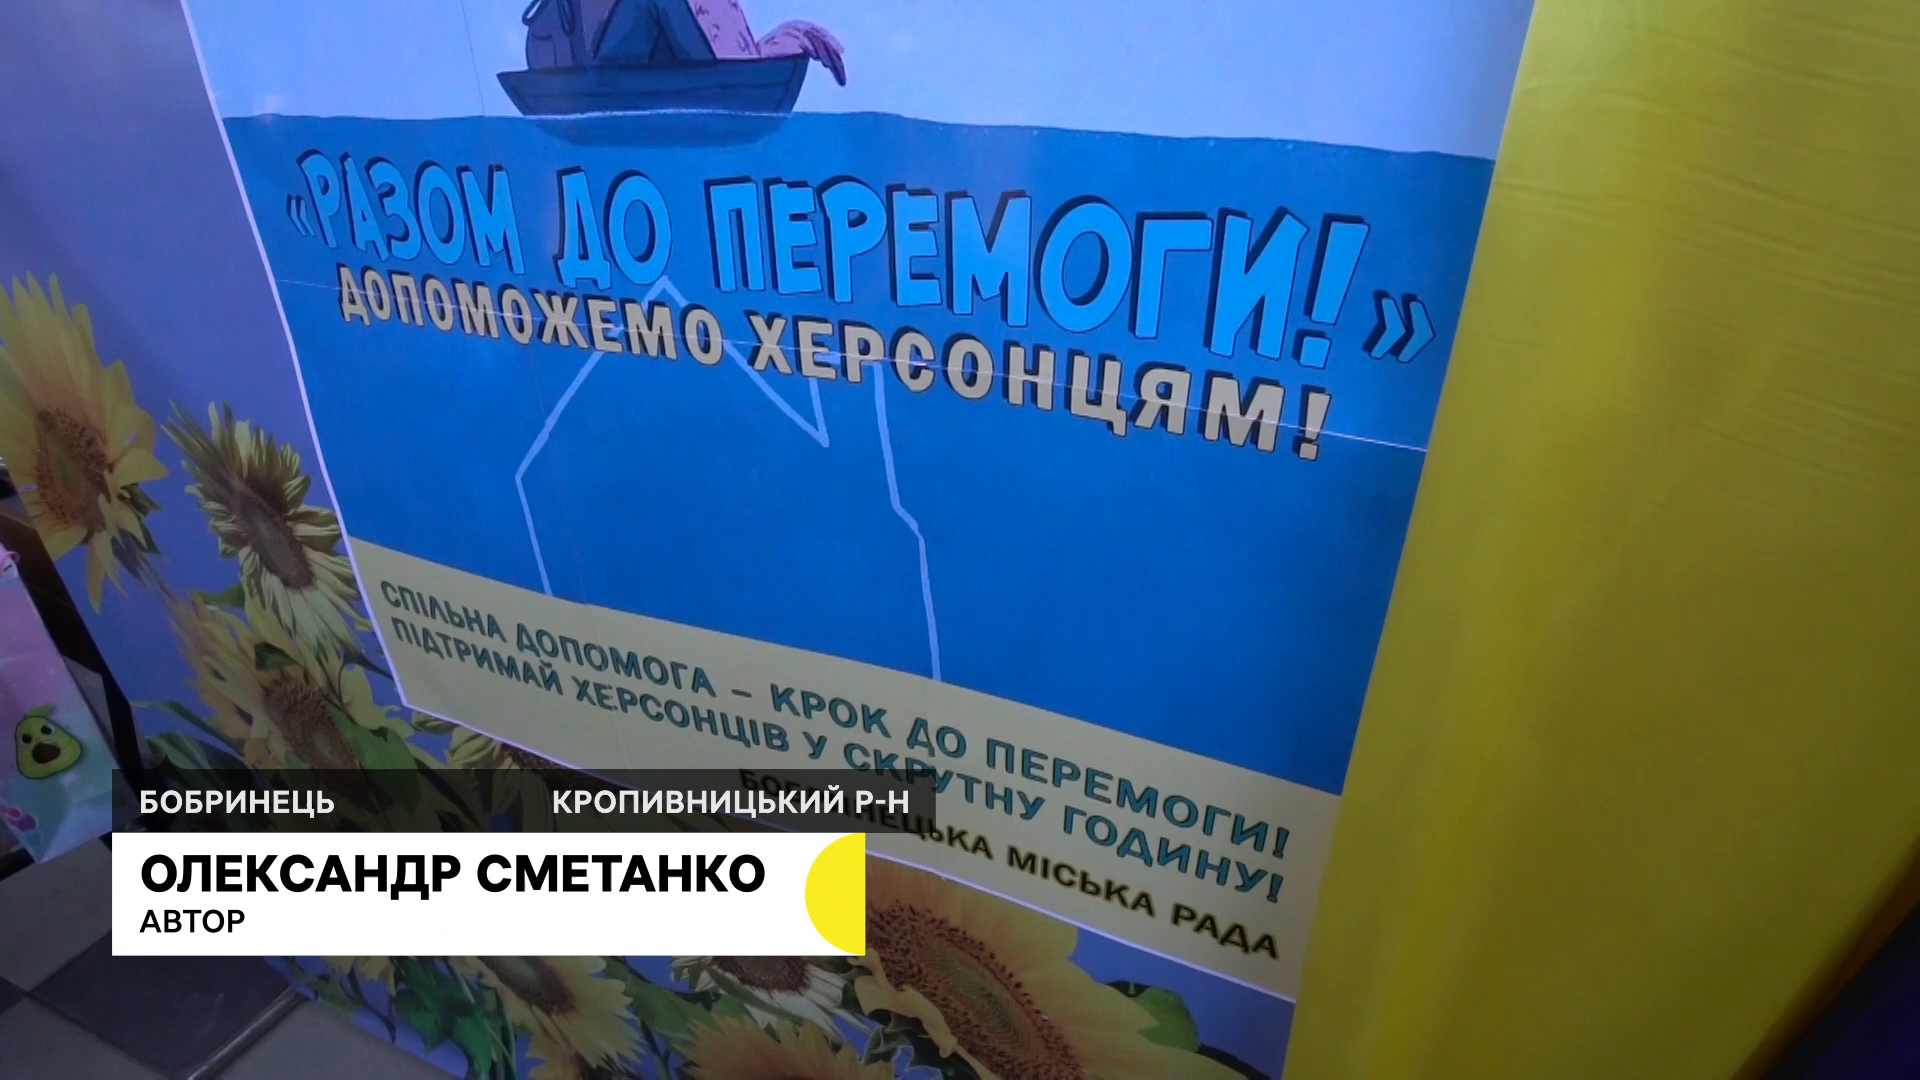 «РАЗОМ ДО ПЕРЕМОГИ!»
ДОПОМОЖЕМО ХЕРСОНЦЯМ!
СПІЛЬНА ДОПОМОГА – КРОК ДО ПЕРЕМОГИ!
ПІДТРИМАЙ ХЕРСОНЦІВ У СКРУТНУ ГОДИНУ!
БОБРИНЕЦЬКА МІСЬКА РАДА
БОБРИНЕЦЬ КРОПИВНИЦЬКИЙ Р-Н
ОЛЕКСАНДР СМЕТАНКО
АВТОР